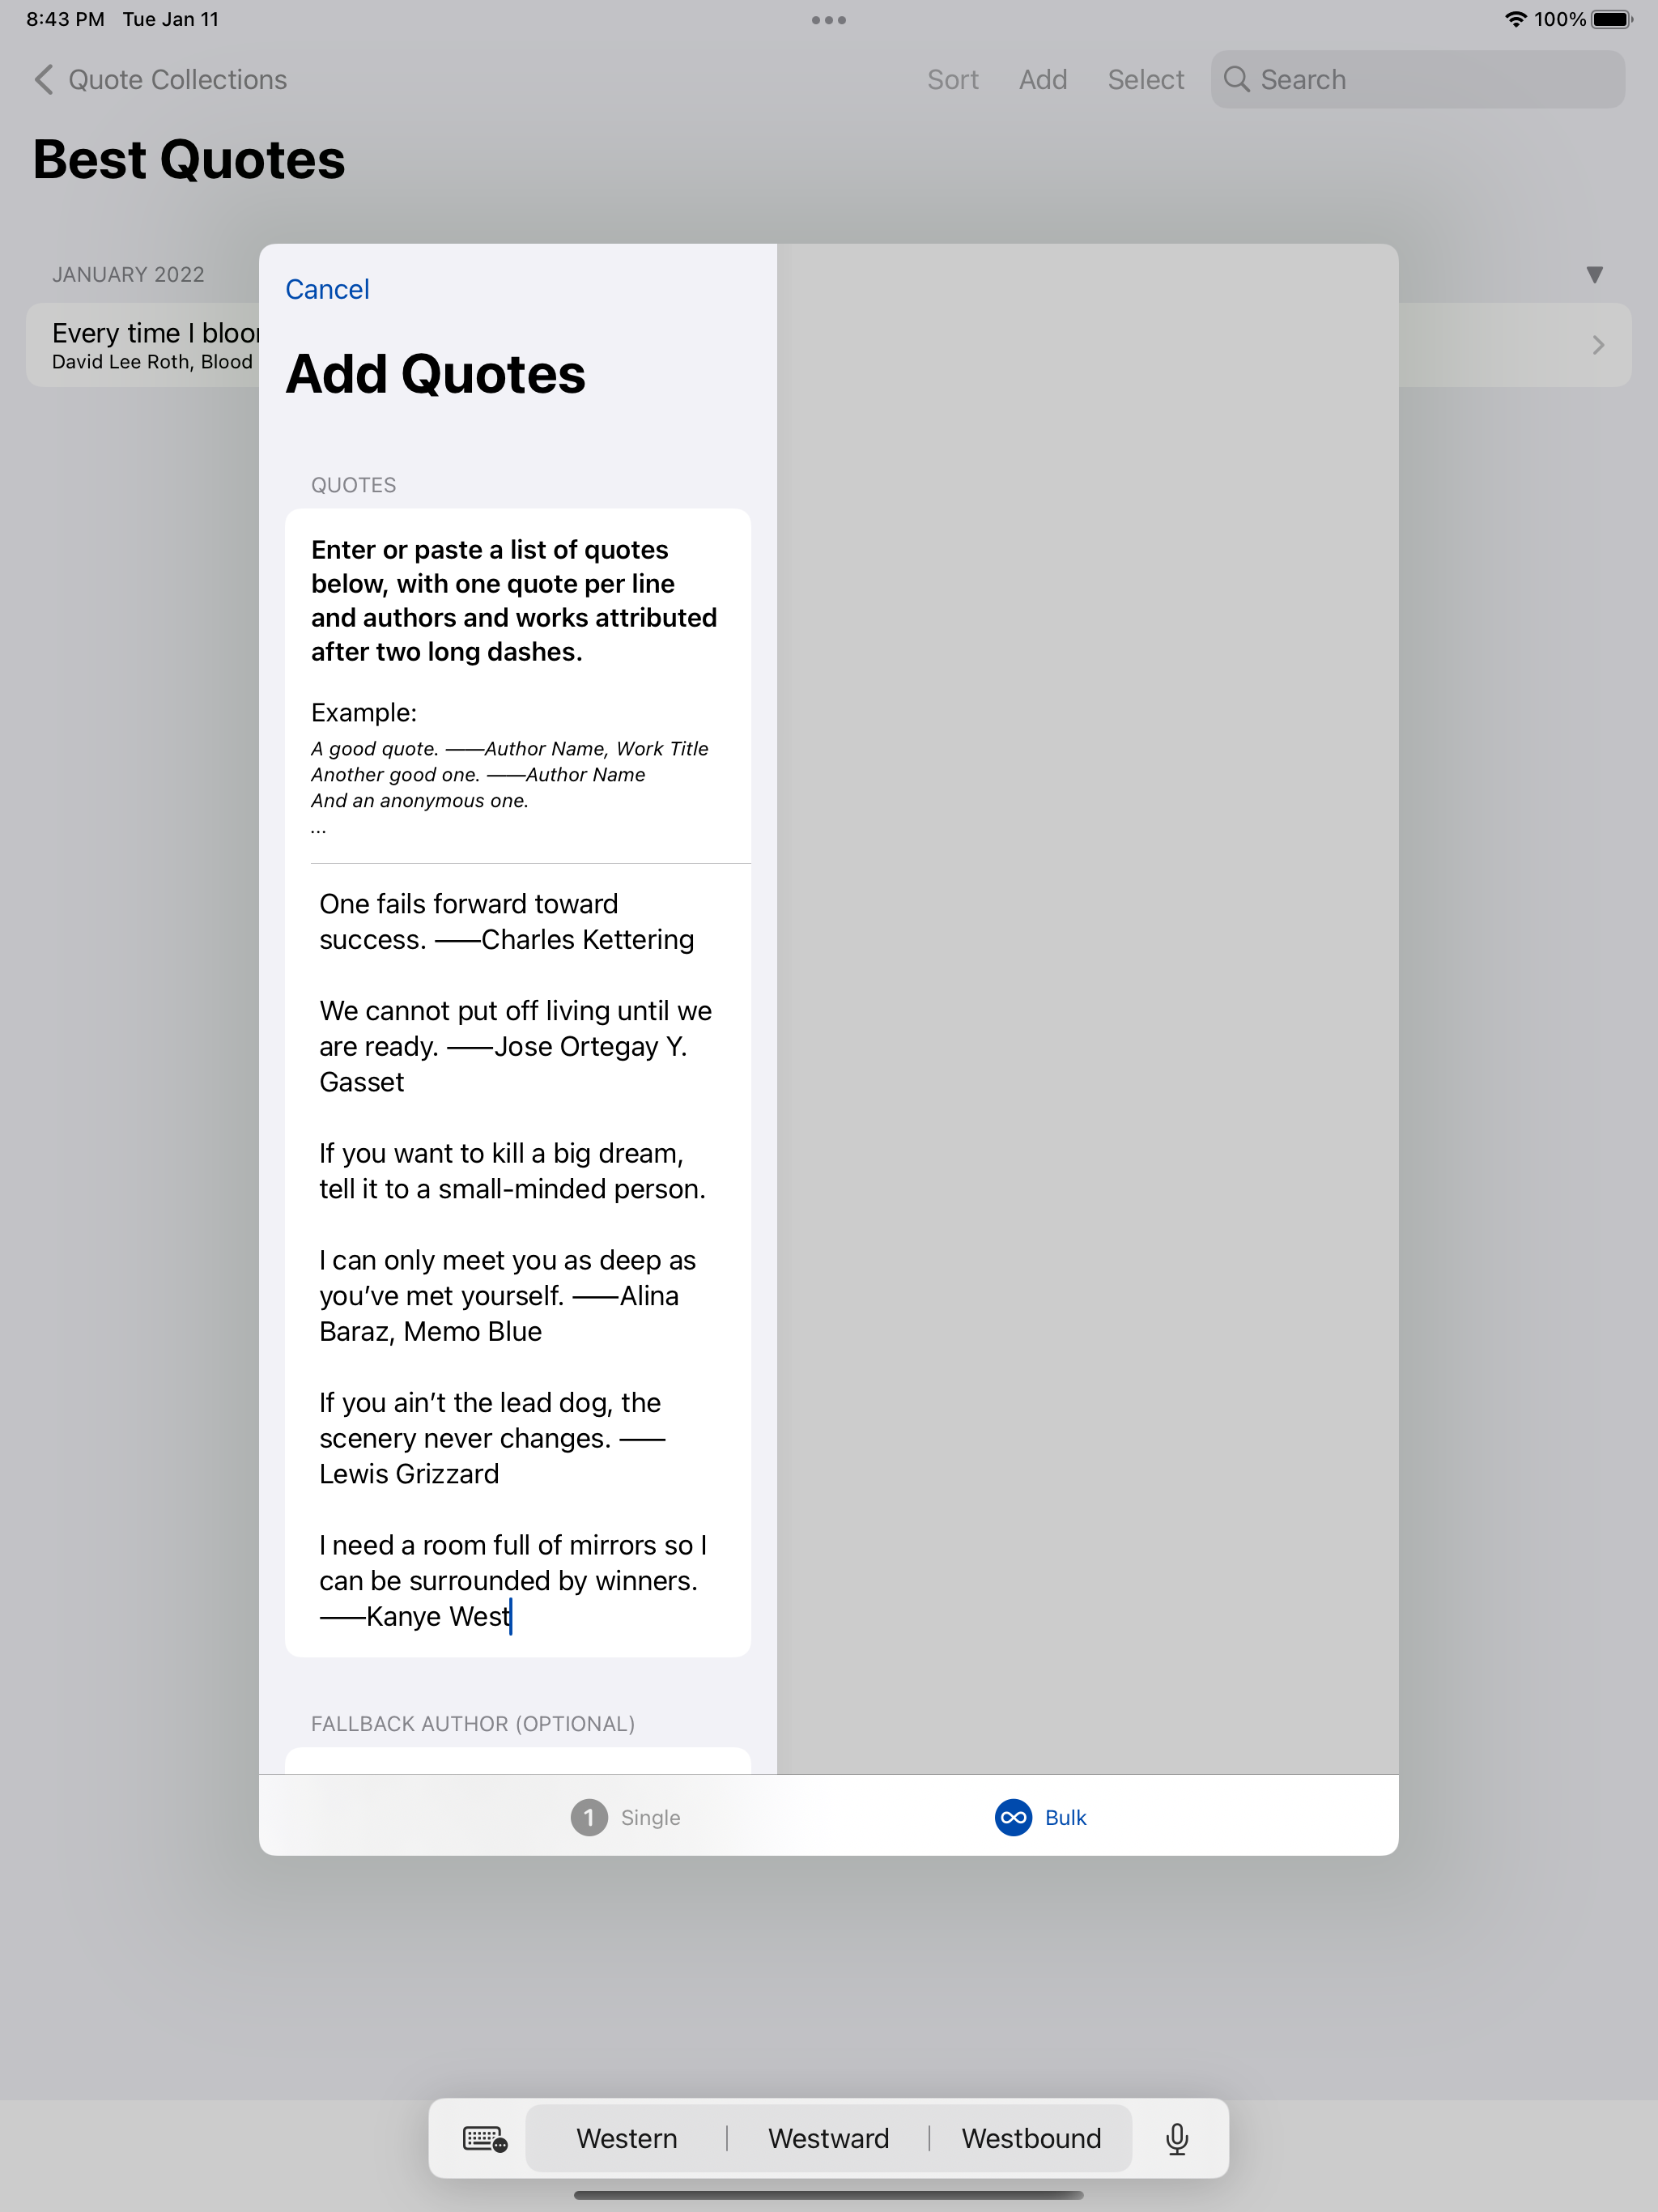 8:43 PM Tue Jan 11
100%
Quote Collections
Sort Add Select Search
Best Quotes
JANUARY 2022
Every time I
David Lee Roth, Blood
Cancel
Add Quotes
QUOTES
Enter or paste a list of quotes
below, with one quote per line
and authors and works attributed
after two long dashes.
Example:
A good quote. ——Author Name, Work Title
Another good one. ——Author Name
And an anonymous one.
...
One fails forward toward
success. ——Charles Kettering
We cannot put off living until we
are ready. ——Jose Ortegay Y.
Gasset
If you want to kill a big dream,
tell it to a small-minded person.
I can only meet you as deep as
you’ve met yourself. ——Alina
Baraz, Memo Blue
If you ain’t the lead dog, the
scenery never changes. ——
Lewis Grizzard
I need a room full of mirrors so I
can be surrounded by winners.
——Kanye West
FALLBACK AUTHOR (OPTIONAL)
1 Single
Bulk
Western Westward Westbound